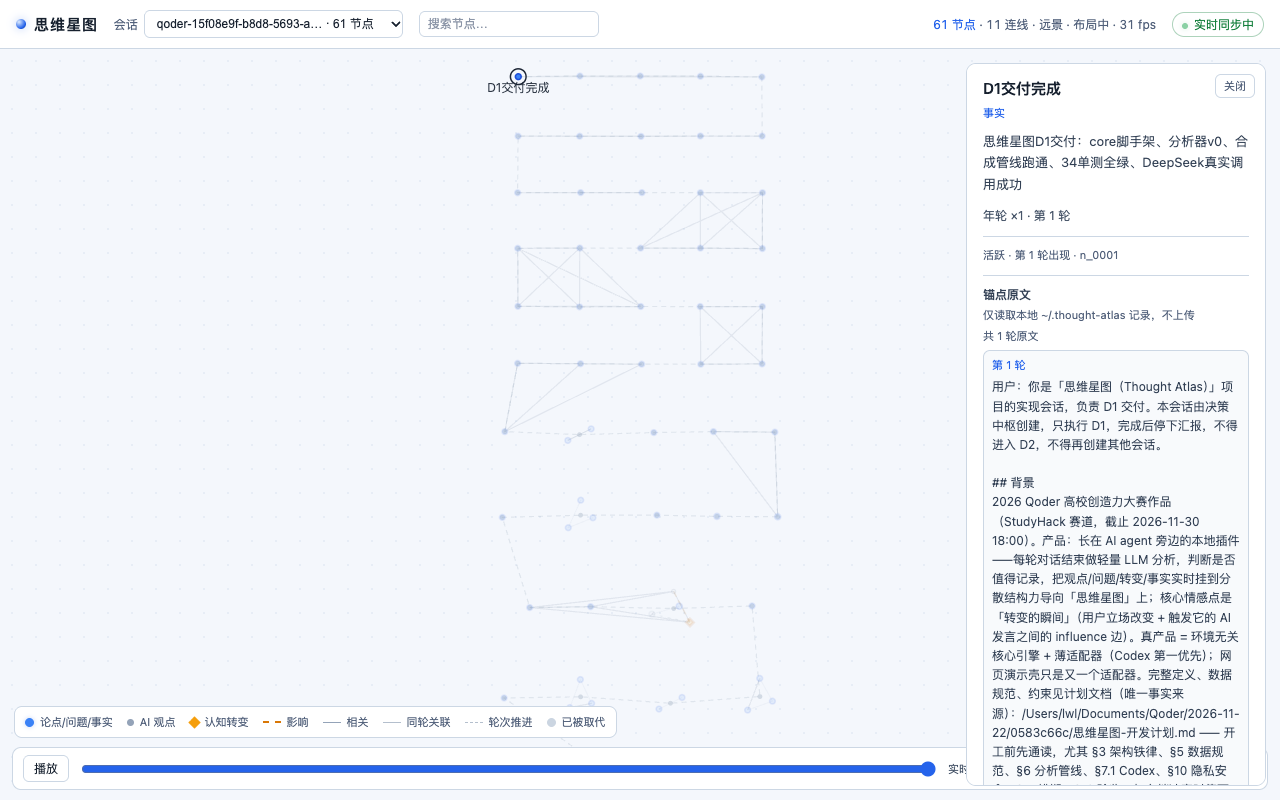 思维星图
会话
qoder-15f08e9f-b8d8-5693-a… · 61 节点
搜索节点…
61 节点 · 11 连线 · 远景 · 布局中 · 31 fps
实时同步中
D1交付完成
D1交付完成
关闭
事实
思维星图D1交付：core脚手架、分析器v0、合
成管线跑通、34单测全绿、DeepSeek真实调
用成功
年轮 ×1 · 第 1 轮
活跃 · 第 1 轮出现 · n_0001
锚点原文
仅读取本地 ~/.thought-atlas 记录，不上传
共 1 轮原文
第 1 轮
用户：你是「思维星图（Thought Atlas）」项
目的实现会话，负责 D1 交付。本会话由决策
中枢创建，只执行 D1，完成后停下汇报，不得
进入 D2，不得再创建其他会话。
## 背景
2026 Qoder 高校创造力大赛作品
（StudyHack 赛道，截止 2026-11-30
18:00）。产品：长在 AI agent 旁边的本地插件
——每轮对话结束做轻量 LLM 分析，判断是否
值得记录，把观点/问题/转变/事实实时挂到分
散结构力导向「思维星图」上；核心情感点是
「转变的瞬间」（用户立场改变 + 触发它的 AI
发言之间的 influence 边）。真产品 = 环境无关
核心引擎 + 薄适配器（Codex 第一优先）；网
页演示壳只是又一个适配器。完整定义、数据
规范、约束见计划文档（唯一事实来
源）：/Users/lwl/Documents/Qoder/2026-11-
22/0583c66c/思维星图-开发计划.md —— 开
工前先通读，尤其 §3 架构铁律、§5 数据规
范、§6 分析管线、§7.1 Codex、§10 隐私安
论点/问题/事实
AI 观点
认知转变
影响
相关
同轮关联
轮次推进
已被取代
播放
实时